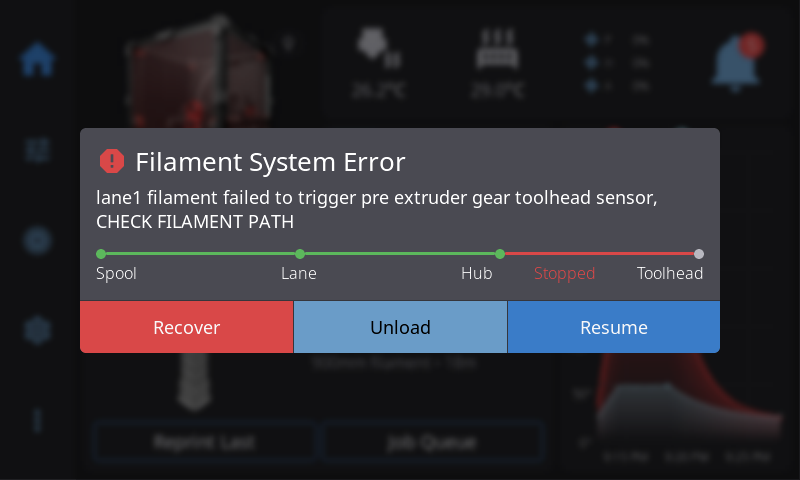 26.2°C
29.0°C
Filament System Error
lane1 filament failed to trigger pre extruder gear toolhead sensor,
CHECK FILAMENT PATH
Spool Lane Hub Stopped Toolhead
Recover Unload Resume
Reprint Last Job Queue